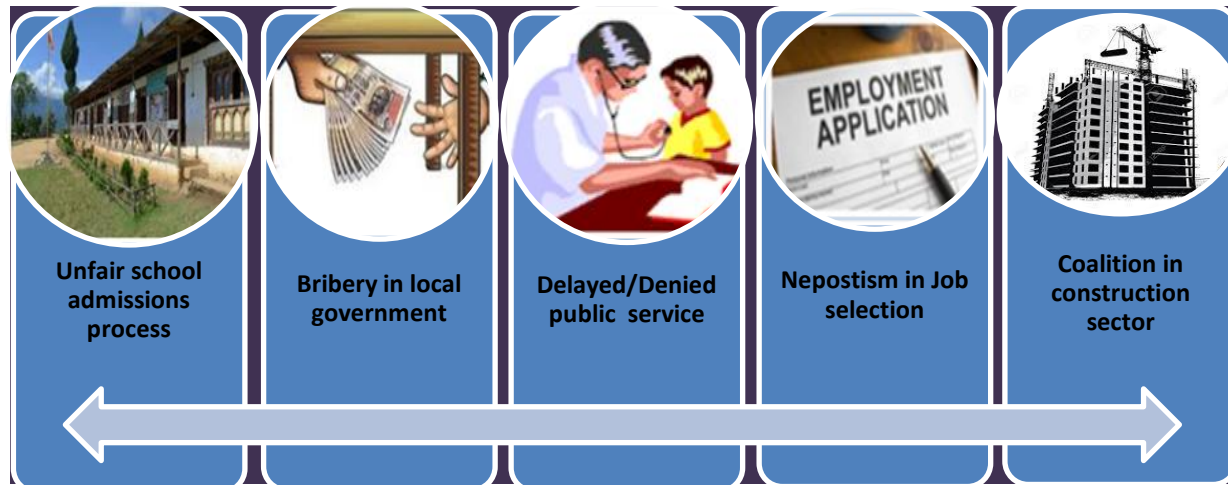 EMPLOYMENT
APPLICATION
Unfair school
admissions
process
Bribery in local
government
Delayed/Denied
public service
Nepostism in Job
selection
Coalition in
construction
sector